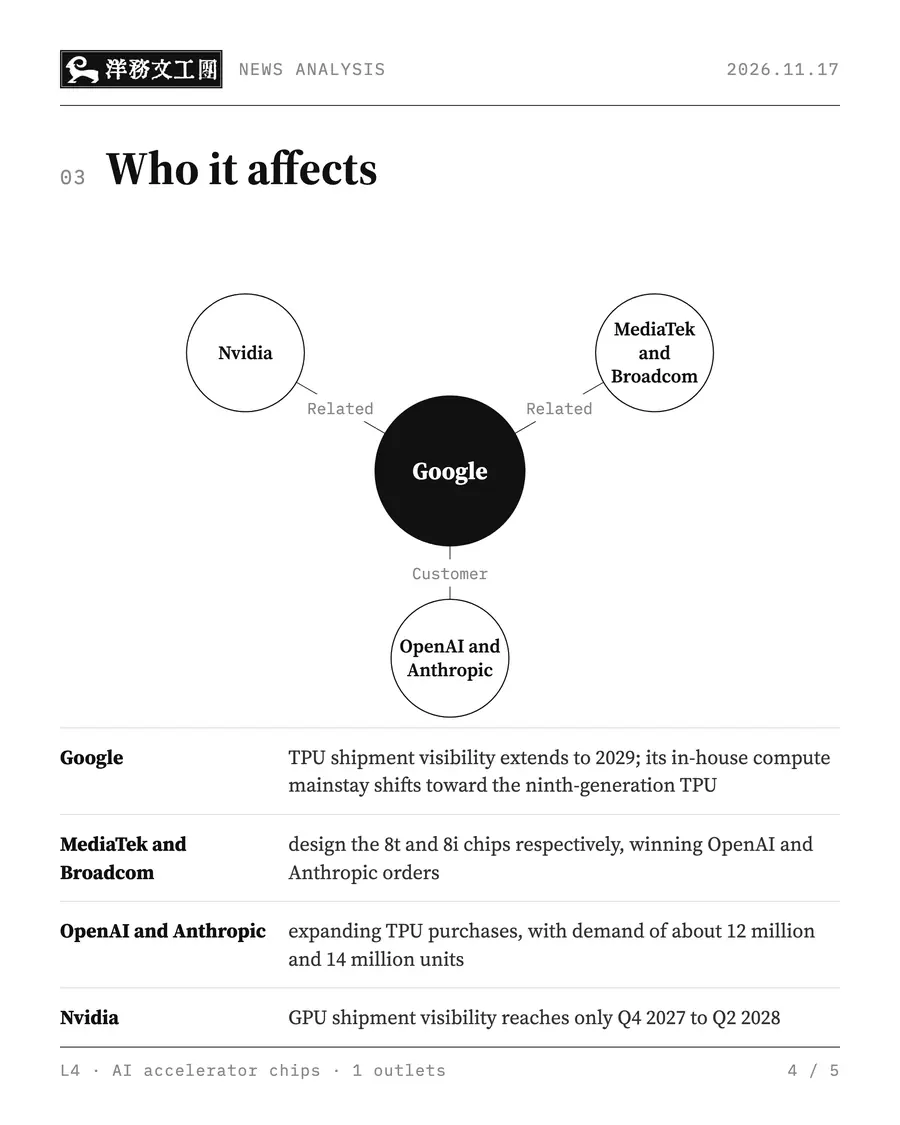 洋務文工團 NEWS ANALYSIS 2026.11.17
03 Who it affects
Nvidia
MediaTek
and
Broadcom
Related
Related
Google
Customer
OpenAI and
Anthropic
Google TPU shipment visibility extends to 2029; its in-house compute
mainstay shifts toward the ninth-generation TPU
MediaTek and design the 8t and 8i chips respectively, winning OpenAI and
Broadcom Anthropic orders
OpenAI and Anthropic expanding TPU purchases, with demand of about 12 million
and 14 million units
Nvidia GPU shipment visibility reaches only Q4 2027 to Q2 2028
L4 · AI accelerator chips · 1 outlets 4 / 5